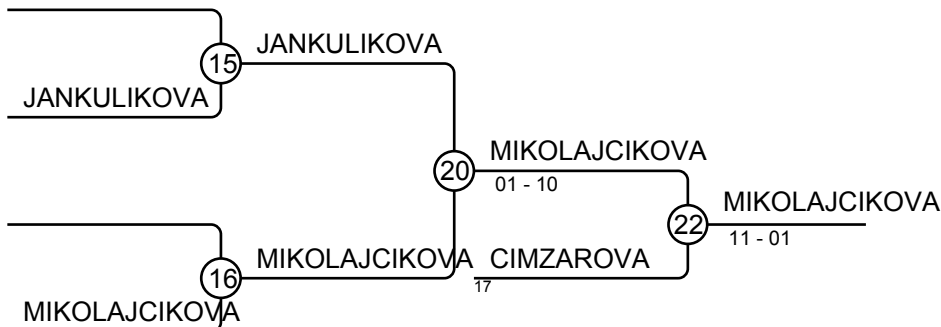 JANKULIKOVA
15
JANKULIKOVA
MIKOLAJCIKOVA
20
01 - 10
MIKOLAJCIKOVA
22
11 - 01
MIKOLAJCIKOVA CIMZAROVA
16
17
MIKOLAJCIKOVA